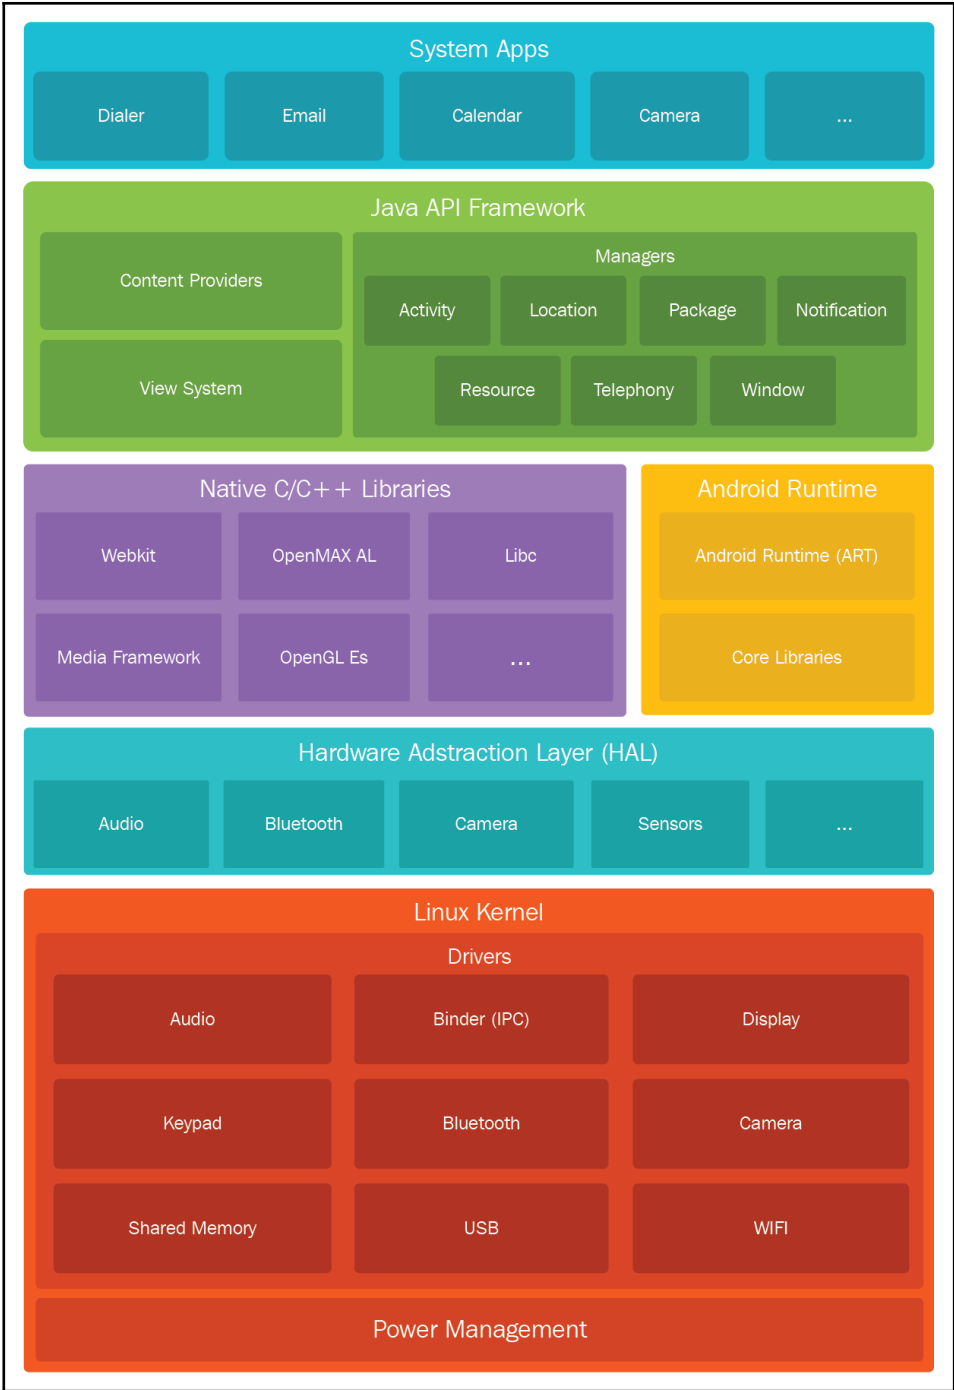 System Apps
Dialer
Email
Calendar
Camera
...
Java API Framework
Content Providers
View System
Managers
Activity
Location
Package
Notification
Resource
Telephony
Window
Native C/C++ Libraries
Webkit
OpenMAX AL
Libc
Media Framework
OpenGL Es
...
Android Runtime
Android Runtime (ART)
Core Libraries
Hardware Adstraction Layer (HAL)
Audio
Bluetooth
Camera
Sensors
...
Linux Kernel
Drivers
Audio
Binder (IPC)
Display
Keypad
Bluetooth
Camera
Shared Memory
USB
WIFI
Power Management